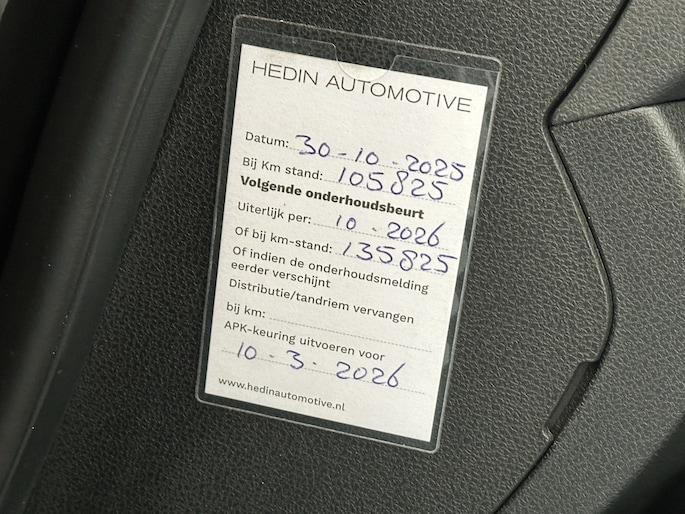 HEDIN AUTOMOTIVE
Datum: 30-10-2025
Bij Km stand: 105825
Volgende onderhoudsbeurt
Uiterlijk per: 10.2026
Of bij km-stand: 135825
Of indien de onderhoudsmelding
eerder verschijnt
Distributie/tandriem vervangen
bij km:
APK-keuring uitvoeren voor
10-3-2026
www.hedinautomotive.nl